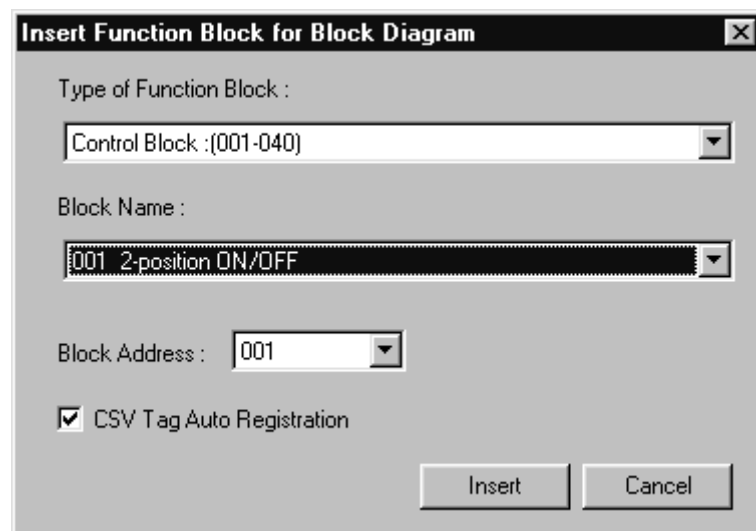 Insert Function Block for Block Diagram
Type of Function Block :
Control Block :(001-040)
Block Name :
001 2-position ON/OFF
Block Address : 001
CSV Tag Auto Registration
Insert Cancel